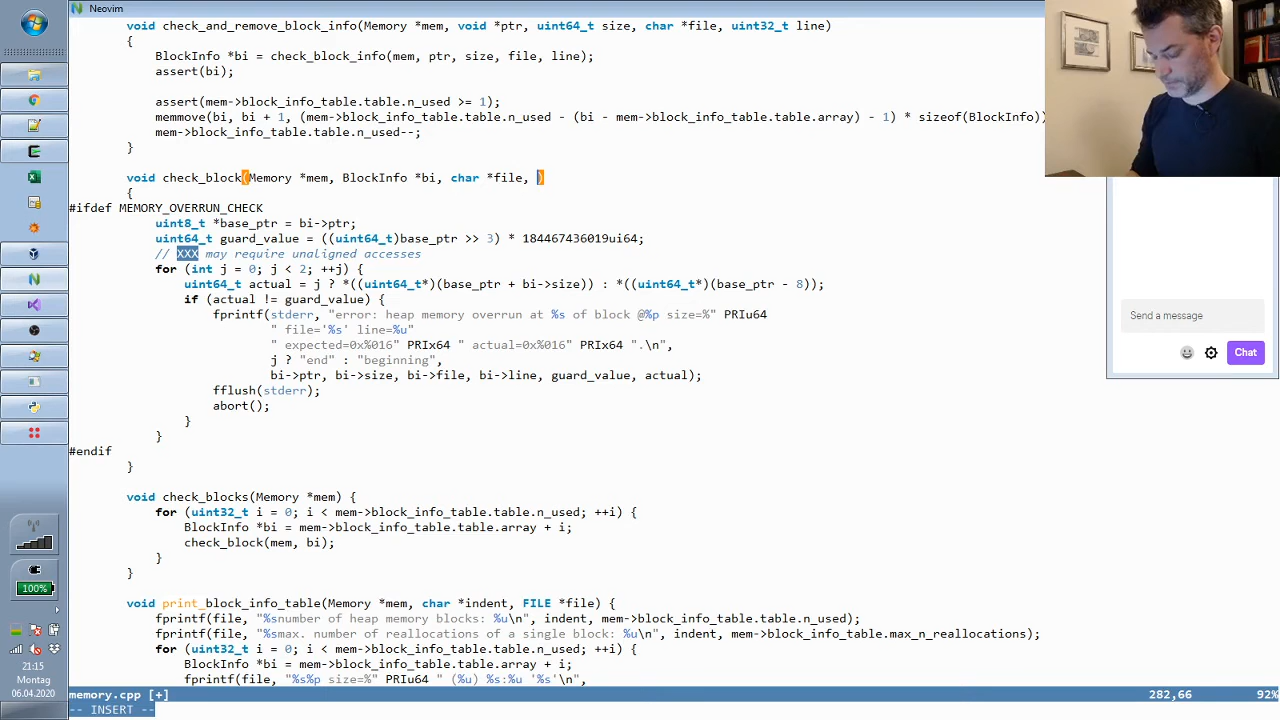 Neovim
void check_and_remove_block_info(Memory *mem, void *ptr, uint64_t size, char *file, uint32_t line)
{
BlockInfo *bi = check_block_info(mem, ptr, size, file, line);
assert(bi);
assert(mem->block_info_table.table.n_used >= 1);
memmove(bi, bi + 1, (mem->block_info_table.table.n_used - (bi - mem->block_info_table.table.array) - 1) * sizeof(BlockInfo))
mem->block_info_table.table.n_used--;
}
void check_block(Memory *mem, BlockInfo *bi, char *file, )
{
#ifdef MEMORY_OVERRUN_CHECK
uint8_t *base_ptr = bi->ptr;
uint64_t guard_value = ((uint64_t)base_ptr >> 3) * 184467436019ui64;
// XXX may require unaligned accesses
for (int j = 0; j < 2; ++j) {
uint64_t actual = j ? *((uint64_t*)(base_ptr + bi->size)) : *((uint64_t*)(base_ptr - 8));
if (actual != guard_value) {
fprintf(stderr, "error: heap memory overrun at %s of block @%p size=%" PRIu64
" file='%s' line=%u"
" expected=0x%016" PRIx64 " actual=0x%016" PRIx64 ".\n",
j ? "end" : "beginning",
bi->ptr, bi->size, bi->file, bi->line, guard_value, actual);
fflush(stderr);
abort();
}
}
#endif
}
void check_blocks(Memory *mem) {
for (uint32_t i = 0; i < mem->block_info_table.table.n_used; ++i) {
BlockInfo *bi = mem->block_info_table.table.array + i;
check_block(mem, bi);
}
}
void print_block_info_table(Memory *mem, char *indent, FILE *file) {
fprintf(file, "%snumber of heap memory blocks: %u\n", indent, mem->block_info_table.table.n_used);
fprintf(file, "%smax. number of reallocations of a single block: %u\n", indent, mem->block_info_table.max_n_reallocations);
for (uint32_t i = 0; i < mem->block_info_table.table.n_used; ++i) {
BlockInfo *bi = mem->block_info_table.table.array + i;
fprintf(file, "%s%p size=%" PRIu64 " (%u) %s:%u '%s'\n",
memory.cpp [+] 282,66 92%
-- INSERT --
Send a message
Chat
100%
21:15
Montag
06.04.2020